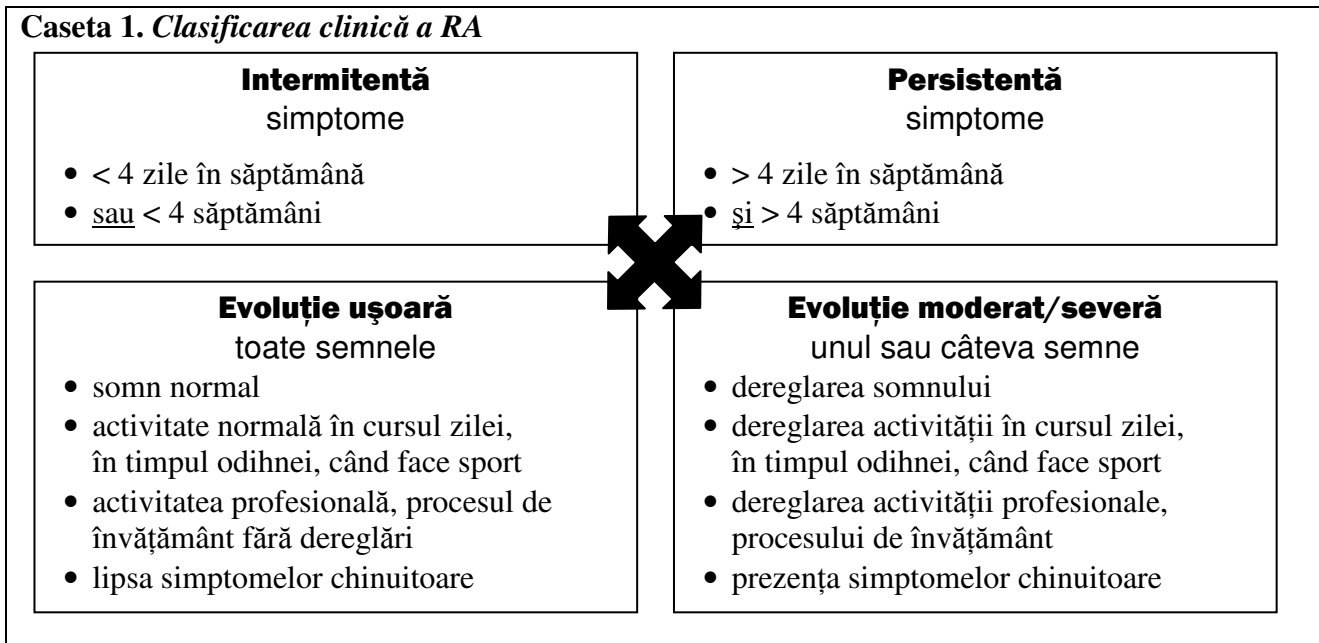 Caseta 1. Clasificarea clinică a RA
Intermitentă
simptome
• < 4 zile în săptămână
• sau < 4 săptămâni
Persistentă
simptome
• > 4 zile în săptămână
• şi > 4 săptămâni
Evoluţie uşoară
toate semnele
• somn normal
• activitate normală în cursul zilei,
în timpul odihnei, când face sport
• activitatea profesională, procesul de
învăţământ fără dereglări
• lipsa simptomelor chinuitoare
Evoluţie moderat/severă
unul sau câteva semne
• dereglarea somnului
• dereglarea activităţii în cursul zilei,
în timpul odihnei, când face sport
• dereglarea activităţii profesionale,
procesului de învăţământ
• prezenţa simptomelor chinuitoare